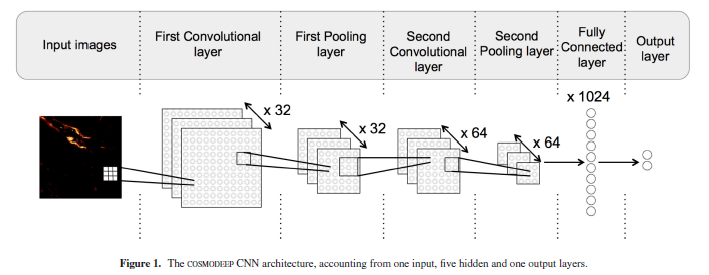 Input images
First Convolutional
layer
First Pooling
layer
Second
Convolutional
layer
Second
Pooling layer
Fully
Connected
layer
Output
layer
x 32
x 32
x 64
x 64
x 1024
Figure 1. The COSMODEEP CNN architecture, accounting from one input, five hidden and one output layers.